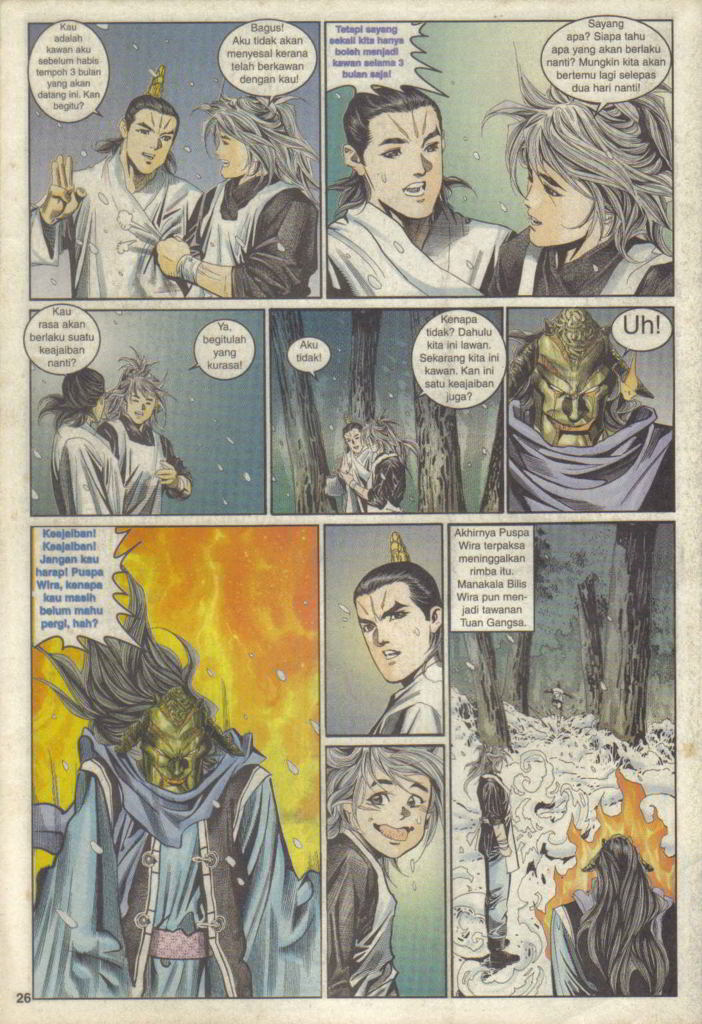 Kau
adalah
kawan aku
sebelum habis
tempoh 3 bulan
yang akan
datang ini. Kan
begitu?
Bagus!
Aku tidak akan
menyesal kerana
telah berkawan
dengan kau!
Tetapi sayang
sekali kita hanya
boleh menjadi
kawan selama 3
bulan saja!
Sayang
apa? Siapa tahu
apa yang akan berlaku
nanti? Mungkin kita akan
bertemu lagi selepas
dua hari nanti!
Kau
rasa akan
berlaku suatu
keajaiban
nanti?
Ya,
begitulah
yang
kurasa!
Aku
tidak!
Kenapa
tidak? Dahulu
kita ini lawan.
Sekarang kita ini
kawan. Kan ini
satu keajaiban
juga?
Uh!
Keajaiban!
Keajaiban!
Jangan kau
harap! Puspa
Wira, kenapa
kau masih
belum mahu
pergi, hah?
Akhirnya Puspa
Wira terpaksa
meninggalkan
rimba itu.
Manakala Bilis
Wira pun men-
jadi tawanan
Tuan Gangsa.
26